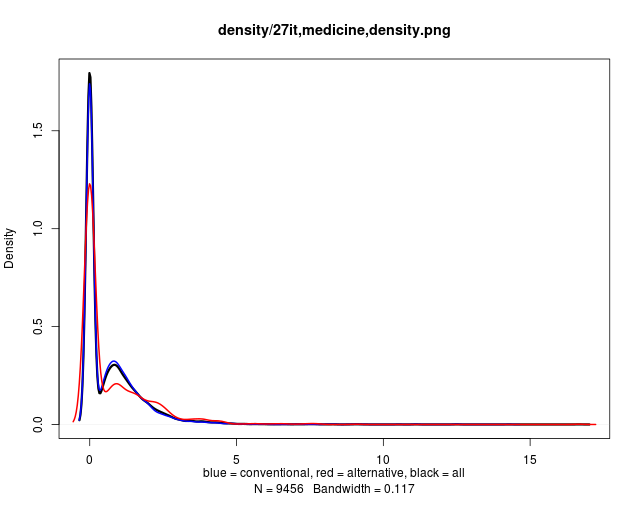 density/27it,medicine,density.png
Density
0.0
0.5
1.0
1.5
0
5
10
15
blue = conventional, red = alternative, black = all
N = 9456 Bandwidth = 0.117